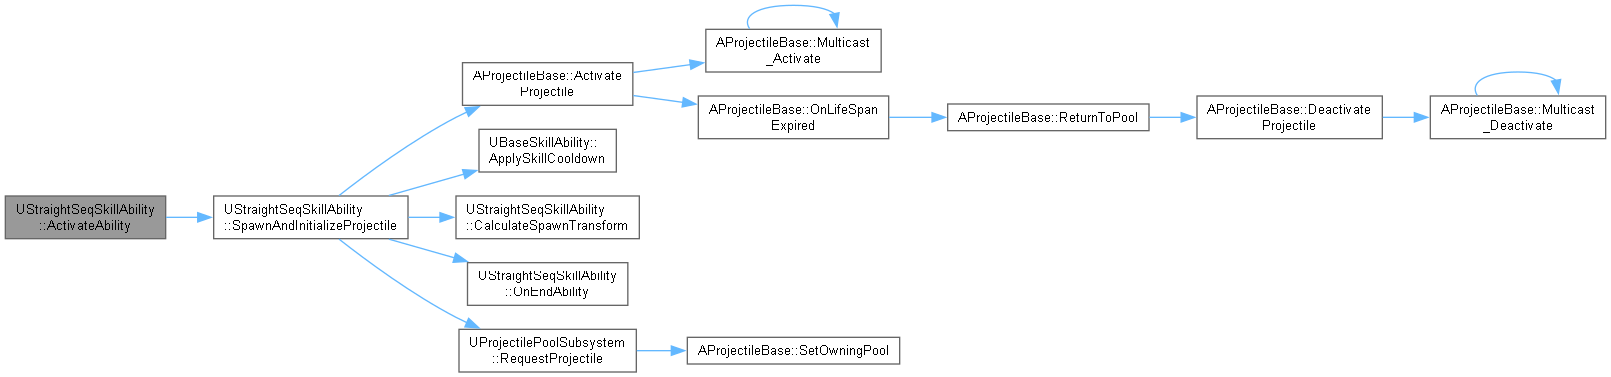 UStraightSeqSkillAbility
::ActivateAbility
UStraightSeqSkillAbility
::SpawnAndInitializeProjectile
AProjectileBase::Activate
Projectile
AProjectileBase::Multicast
_Activate
AProjectileBase::OnLifeSpan
Expired
AProjectileBase::ReturnToPool
AProjectileBase::Deactivate
Projectile
AProjectileBase::Multicast
_Deactivate
UBaseSkillAbility::
ApplySkillCooldown
UStraightSeqSkillAbility
::CalculateSpawnTransform
UStraightSeqSkillAbility
::OnEndAbility
UProjectilePoolSubsystem
::RequestProjectile
AProjectileBase::SetOwningPool